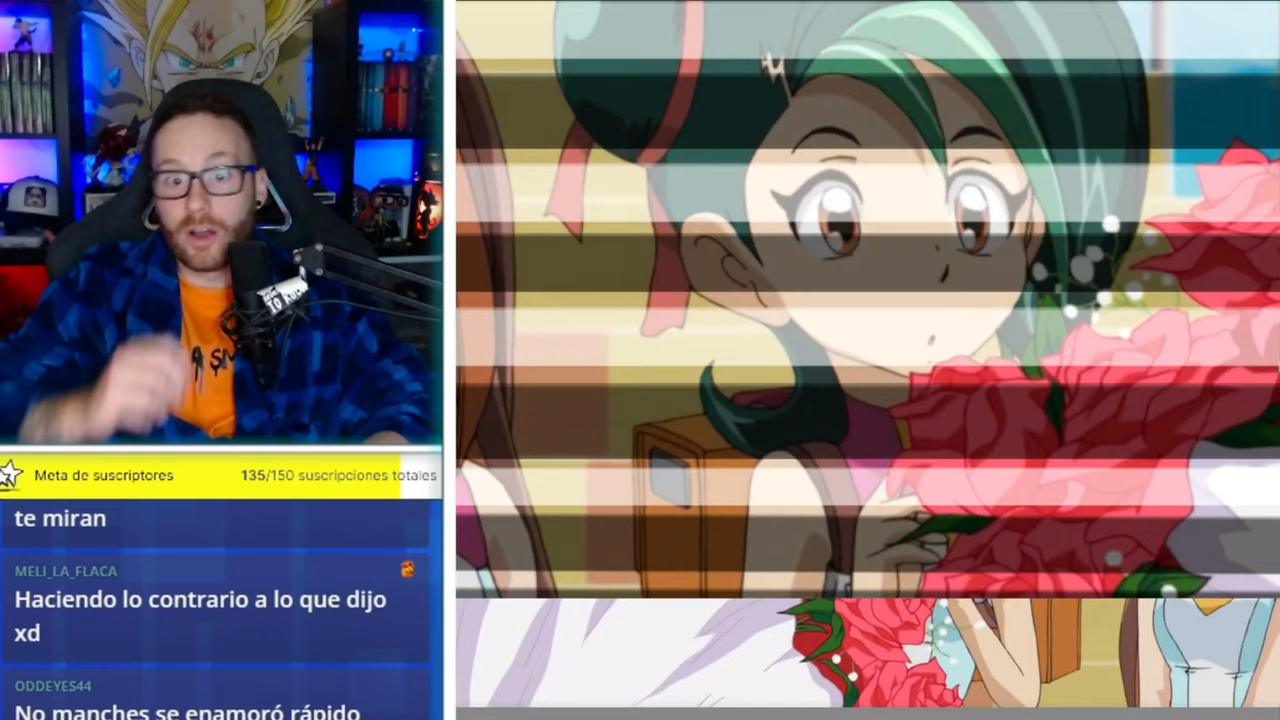 Meta de suscriptores
135/150 suscripciones totales
te miran
MELI_LA_FLACA
Haciendo lo contrario a lo que dijo
xd
ODDEYES44
No manches se enamoró rápido